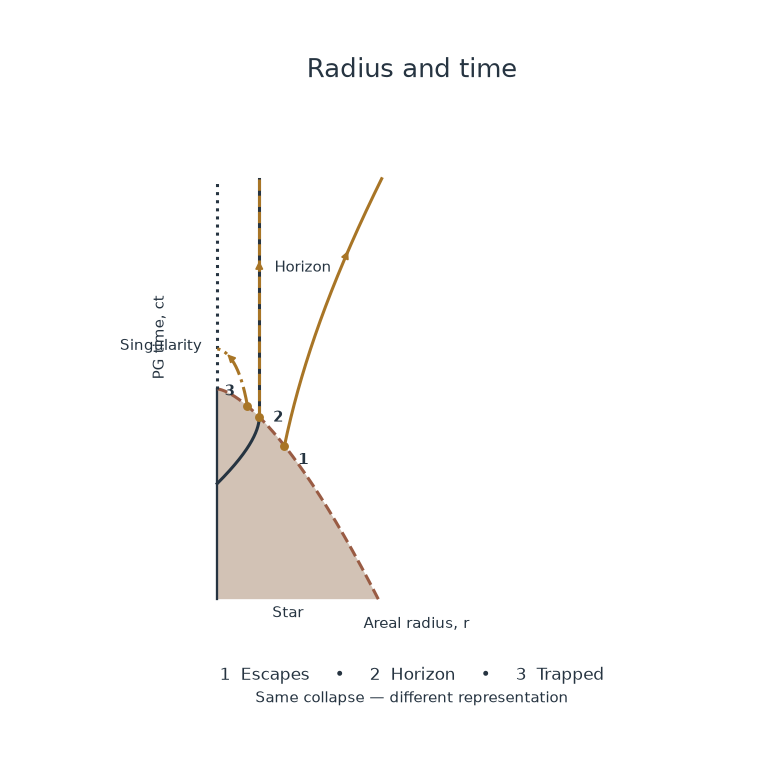 Radius and time
Horizon
PG time, ct
Singularity
3
2
1
Star
Areal radius, r
1 Escapes • 2 Horizon • 3 Trapped
Same collapse — different representation